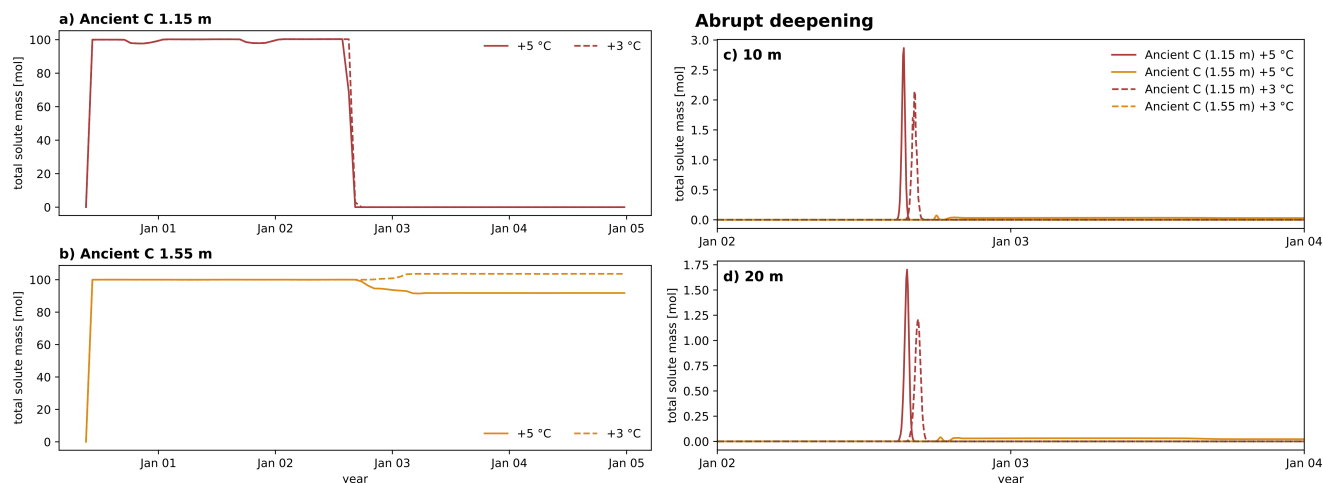 a) Ancient C 1.15 m
total solute mass [mol]
100
80
60
40
20
0
+5 °C
+3 °C
Jan 01
Jan 02
Jan 03
Jan 04
Jan 05
b) Ancient C 1.55 m
total solute mass [mol]
100
80
60
40
20
0
+5 °C
+3 °C
Jan 01
Jan 02
Jan 03
Jan 04
Jan 05
year
Abrupt deepening
c) 10 m
total solute mass [mol]
3.0
2.5
2.0
1.5
1.0
0.5
0.0
Ancient C (1.15 m) +5 °C
Ancient C (1.55 m) +5 °C
Ancient C (1.15 m) +3 °C
Ancient C (1.55 m) +3 °C
Jan 02
Jan 03
Jan 04
d) 20 m
total solute mass [mol]
1.75
1.50
1.25
1.00
0.75
0.50
0.25
0.00
Jan 02
Jan 03
Jan 04
year